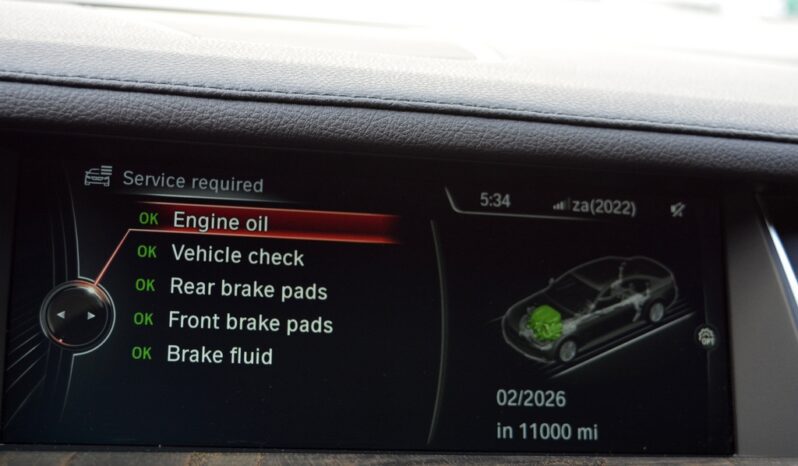 Service required
5:34 za(2022)
OK Engine oil
OK Vehicle check
OK Rear brake pads
OK Front brake pads
OK Brake fluid
OPT
02/2026
in 11000 mi